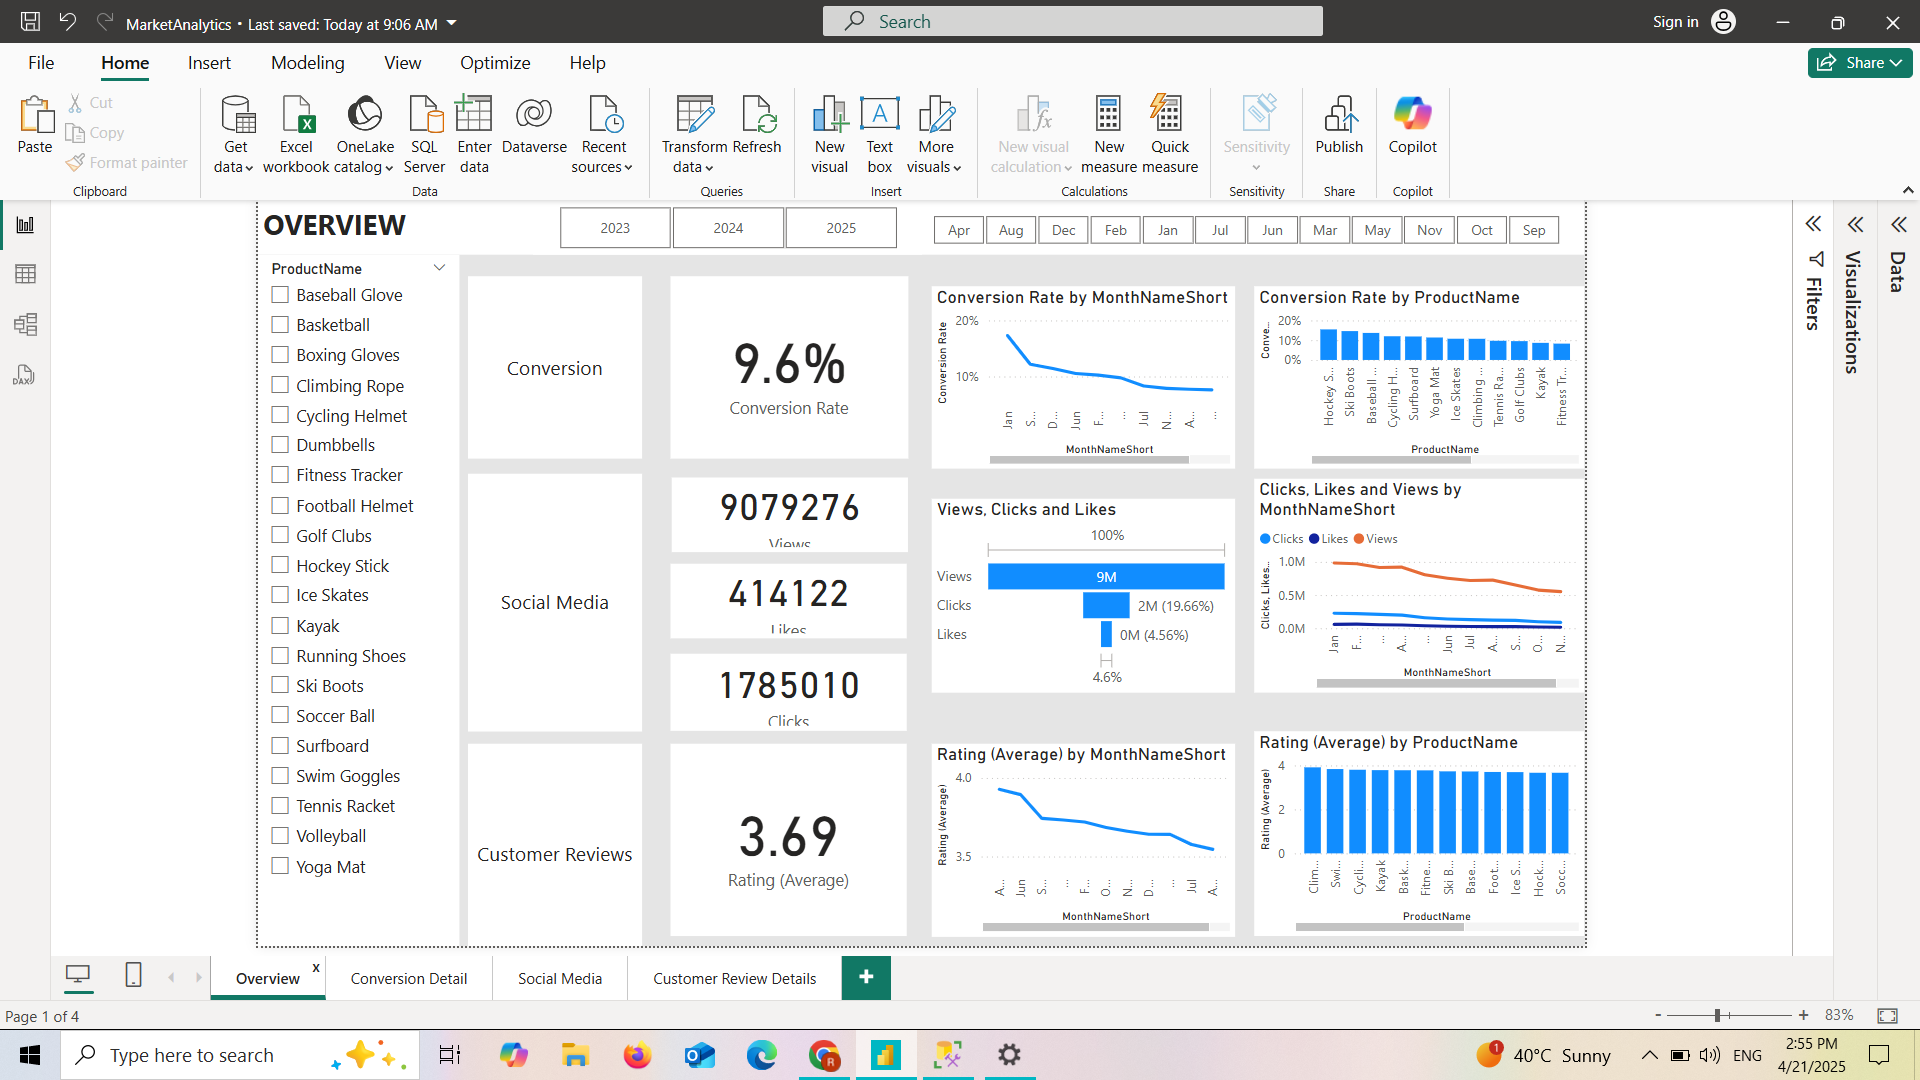 MarketAnalytics • Last saved: Today at 9:06 AM
Search
Sign in
File
Home
Insert
Modeling
View
Optimize
Help
Share
Paste
Cut
Copy
Format painter
Clipboard
Get data
Excel workbook
OneLake catalog
SQL Server
Enter data
Dataverse
Recent sources
Data
Transform data
Refresh
Queries
New visual
Text box
More visuals
Insert
New visual calculation
New measure
Quick measure
Calculations
Sensitivity
Sensitivity
Publish
Share
Copilot
Copilot
DAX
OVERVIEW
2023
2024
2025
Apr
Aug
Dec
Feb
Jan
Jul
Jun
Mar
May
Nov
Oct
Sep
ProductName
Baseball Glove
Basketball
Boxing Gloves
Climbing Rope
Cycling Helmet
Dumbbells
Fitness Tracker
Football Helmet
Golf Clubs
Hockey Stick
Ice Skates
Kayak
Running Shoes
Ski Boots
Soccer Ball
Surfboard
Swim Goggles
Tennis Racket
Volleyball
Yoga Mat
Conversion
9.6%
Conversion Rate
Conversion Rate by MonthNameShort
Conversion Rate
20%
10%
Jan
S...
D...
Jun
F...
...
Jul
N...
A...
...
MonthNameShort
Conversion Rate by ProductName
Conve...
20%
10%
0%
Hockey S...
Ski Boots
Baseball ...
Cycling H...
Surfboard
Yoga Mat
Ice Skates
Climbing ...
Tennis Ra...
Golf Clubs
Kayak
Fitness Tr...
ProductName
Social Media
9079276
Views
414122
Likes
1785010
Clicks
Views, Clicks and Likes
100%
Views
9M
Clicks
2M (19.66%)
Likes
0M (4.56%)
4.6%
Clicks, Likes and Views by
MonthNameShort
Clicks
Likes
Views
Clicks, Likes...
1.0M
0.5M
0.0M
Jan
F...
...
A...
...
Jun
Jul
A...
S...
O...
N...
MonthNameShort
Customer Reviews
3.69
Rating (Average)
Rating (Average) by MonthNameShort
Rating (Average)
4.0
3.5
A...
Jun
S...
...
F...
O...
N...
D...
...
Jul
A...
MonthNameShort
Rating (Average) by ProductName
Rating (Average)
4
2
0
Clim...
Swi...
Cycli...
Kayak
Bask...
Fitne...
Ski B...
Base...
Foot...
Ice S...
Hock...
Socc...
ProductName
Filters
Visualizations
Data
Overview
x
Conversion Detail
Social Media
Customer Review Details
+
Page 1 of 4
- + 83%
Type here to search
1
40°C Sunny
ENG
2:55 PM
4/21/2025